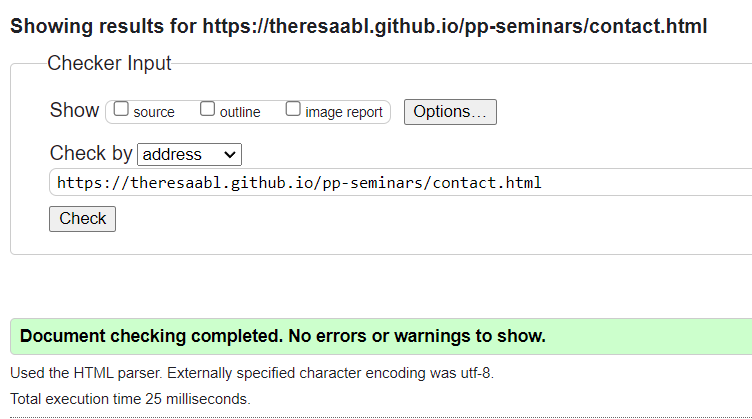 Showing results for https://theresaabl.github.io/pp-seminars/contact.html
Checker Input
Show source outline image report Options...
Check by address
https://theresaabl.github.io/pp-seminars/contact.html
Check
Document checking completed. No errors or warnings to show.
Used the HTML parser. Externally specified character encoding was utf-8.
Total execution time 25 milliseconds.